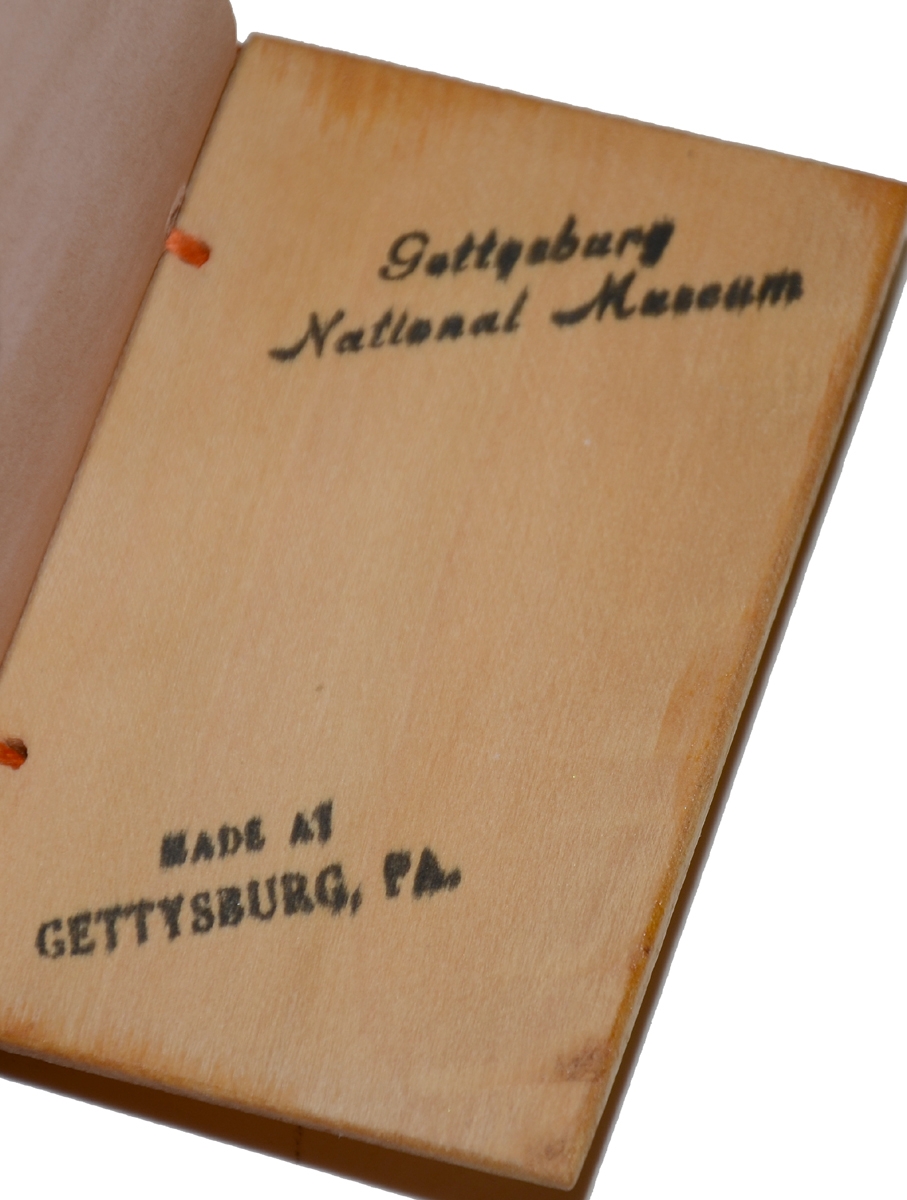 Gettysburg
National Museum
MADE AT
GETTYSBURG, PA.